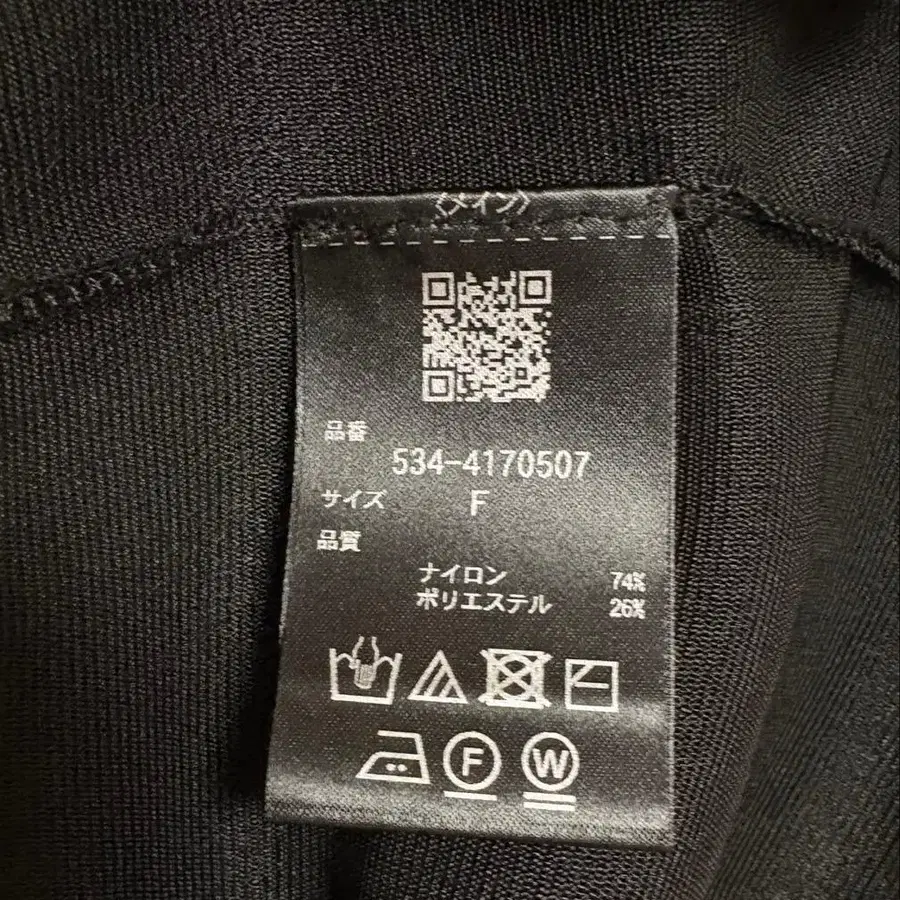 〈メイン〉
品番
534-4170507
サイズ F
品質
ナイロン 74%
ポリエステル 26%
F
W